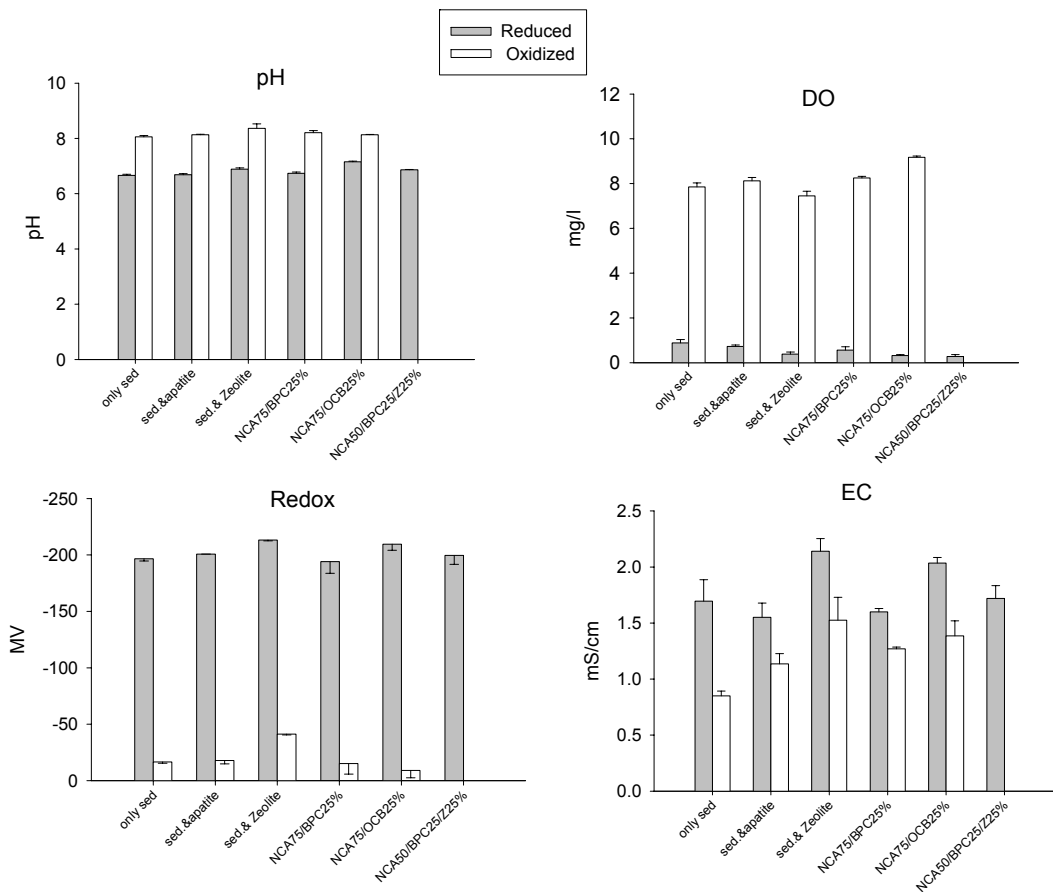 Reduced
Oxidized
pH
10
8
6
4
2
0
pH
only sed
sed.&apatite
sed.& Zeolite
NCA75/BPC25%
NCA75/OCB25%
NCA50/BPC25/Z25%
DO
12
10
8
6
4
2
0
mg/l
only sed
sed.&apatite
sed.& Zeolite
NCA75/BPC25%
NCA75/OCB25%
NCA50/BPC25/Z25%
Redox
-250
-200
-150
-100
-50
0
MV
only sed
sed.&apatite
sed.& Zeolite
NCA75/BPC25%
NCA75/OCB25%
NCA50/BPC25/Z25%
EC
2.5
2.0
1.5
1.0
0.5
0.0
mS/cm
only sed
sed.&apatite
sed.& Zeolite
NCA75/BPC25%
NCA75/OCB25%
NCA50/BPC25/Z25%